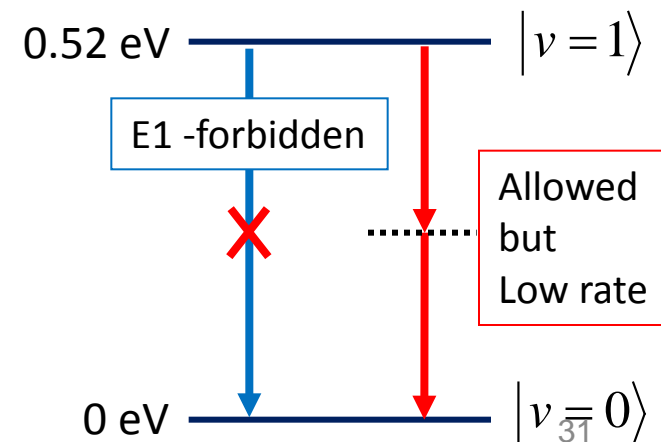 0.52 eV
|v = 1⟩
E1 -forbidden
Allowed
but
Low rate
0 eV
|v = 0⟩
31